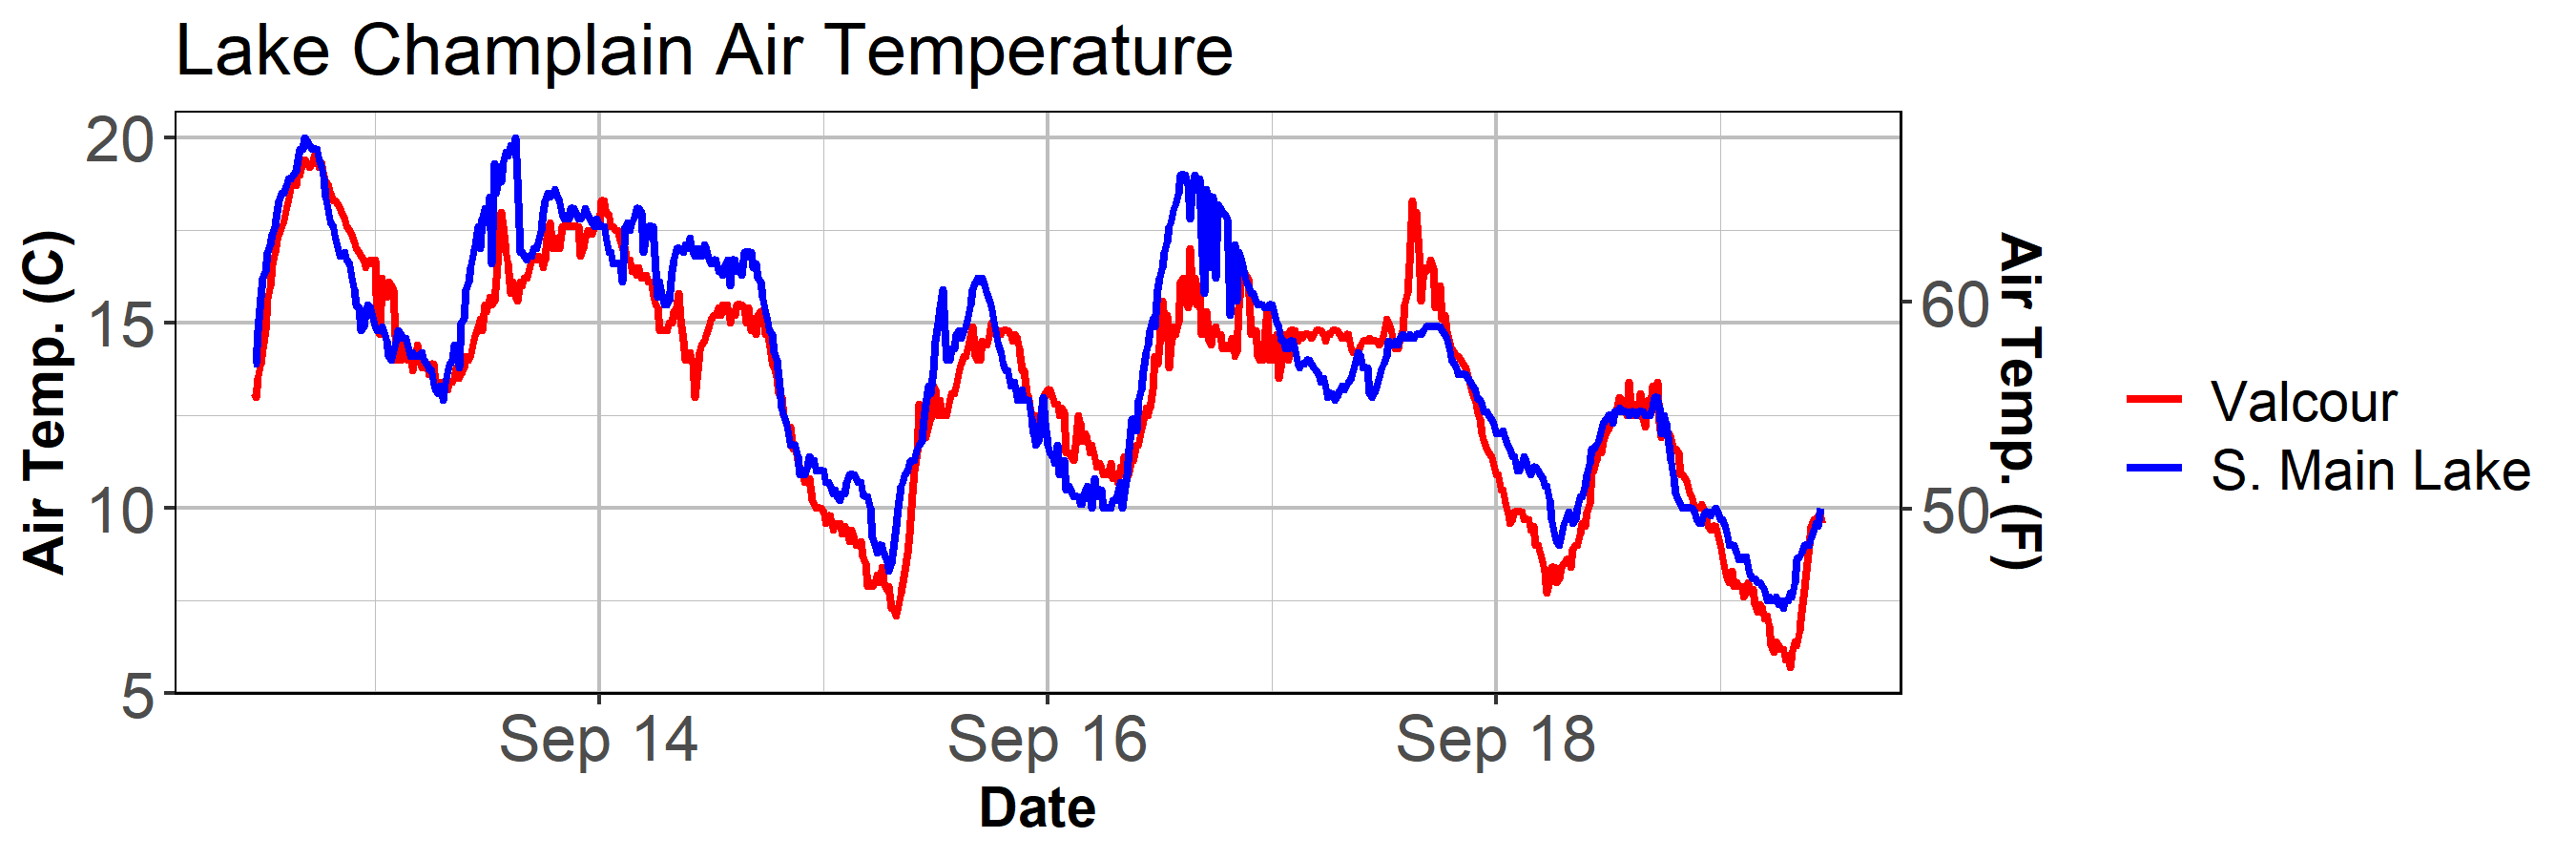 Lake Champlain Air Temperature
Air Temp. (C)
20
15
10
5
Sep 14
Sep 16
Sep 18
Date
60
50
Air Temp. (F)
Valcour
S. Main Lake